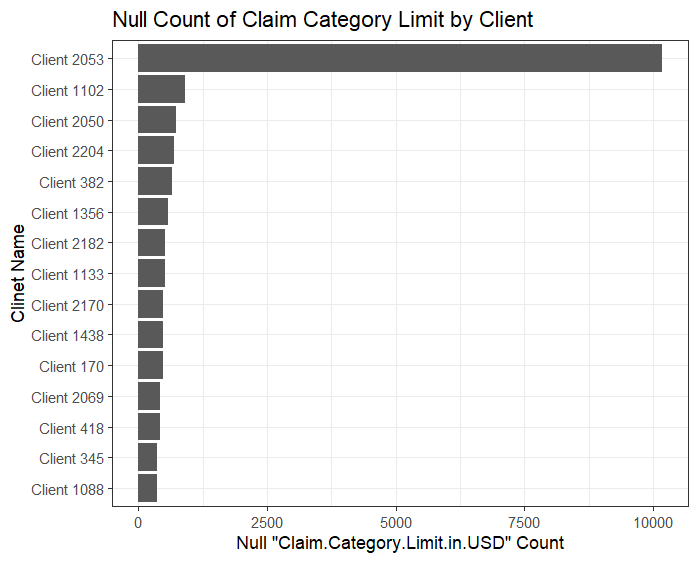 Null Count of Claim Category Limit by Client
Clinet Name
Client 2053
Client 1102
Client 2050
Client 2204
Client 382
Client 1356
Client 2182
Client 1133
Client 2170
Client 1438
Client 170
Client 2069
Client 418
Client 345
Client 1088
0 2500 5000 7500 10000
Null "Claim.Category.Limit.in.USD" Count